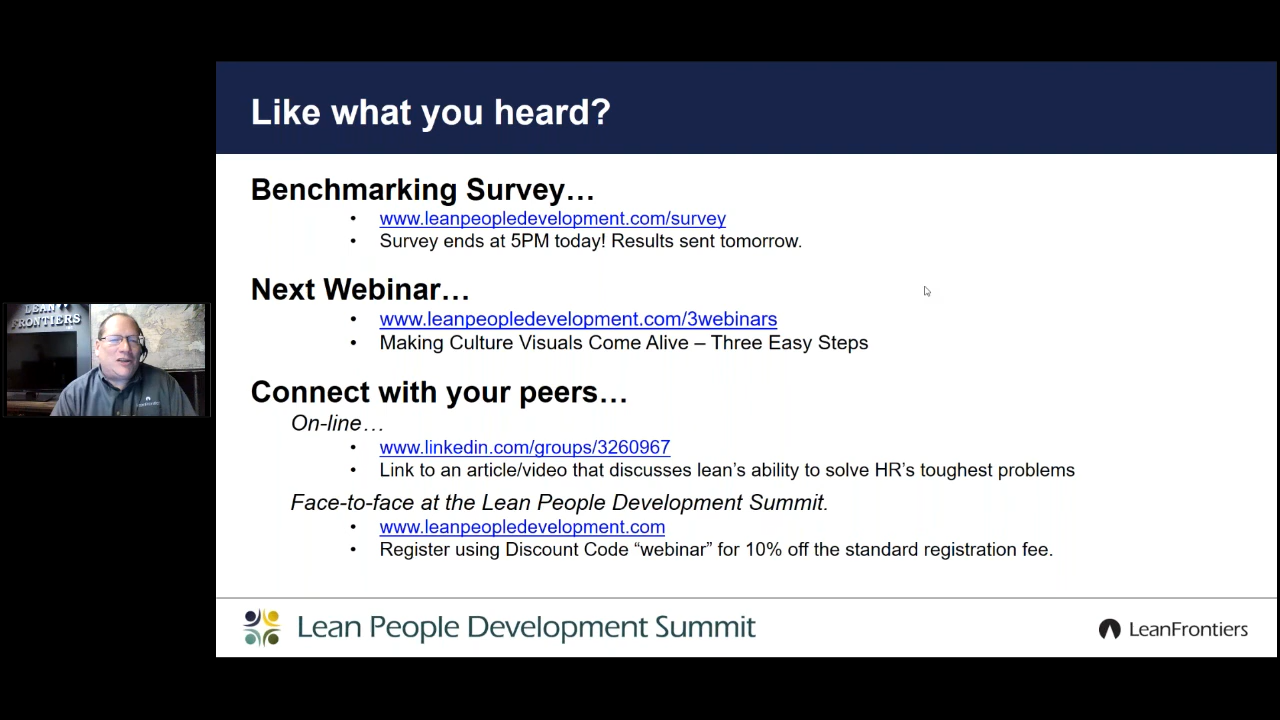 Like what you heard?
Benchmarking Survey…
• www.leanpeopledevelopment.com/survey
• Survey ends at 5PM today! Results sent tomorrow.
Next Webinar…
• www.leanpeopledevelopment.com/3webinars
• Making Culture Visuals Come Alive – Three Easy Steps
LEAN
FRONTIERS
Connect with your peers…
On-line…
• www.linkedin.com/groups/3260967
• Link to an article/video that discusses lean’s ability to solve HR’s toughest problems
Face-to-face at the Lean People Development Summit.
• www.leanpeopledevelopment.com
• Register using Discount Code “webinar” for 10% off the standard registration fee.
Lean People Development Summit
LeanFrontiers